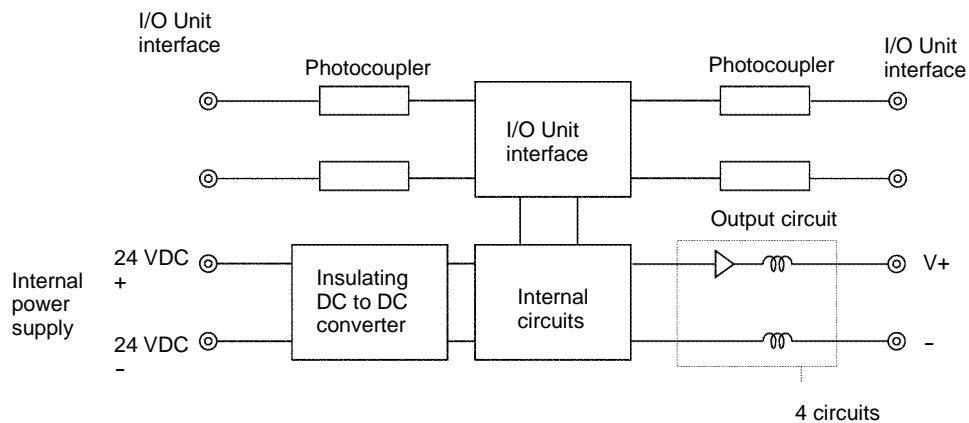 I/O Unit
interface
Photocoupler
Photocoupler
I/O Unit
interface
I/O Unit
interface
Output circuit
Internal
power
supply
24 VDC
+
24 VDC
−
Insulating
DC to DC
converter
Internal
circuits
V+
−
4 circuits